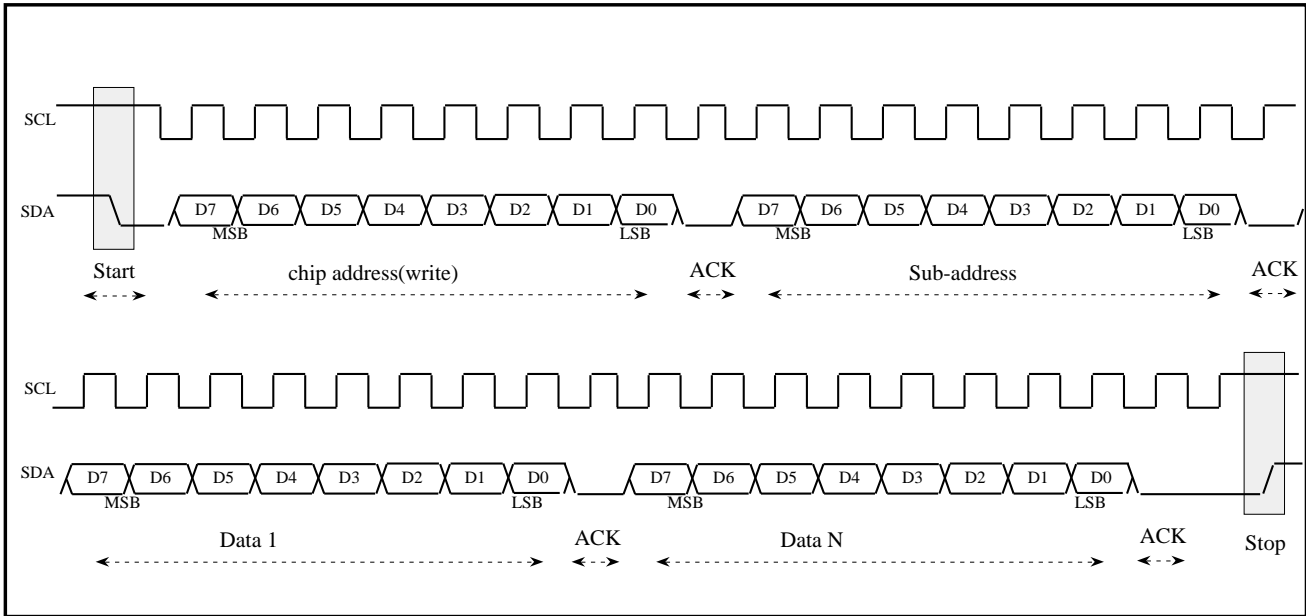 SCL
SDA D7 D6 D5 D4 D3 D2 D1 D0 D7 D6 D5 D4 D3 D2 D1 D0
MSB LSB MSB LSB
Start chip address(write) ACK Sub-address ACK
SCL
SDA D7 D6 D5 D4 D3 D2 D1 D0 D7 D6 D5 D4 D3 D2 D1 D0
MSB LSB MSB LSB
Data 1 ACK Data N ACK Stop